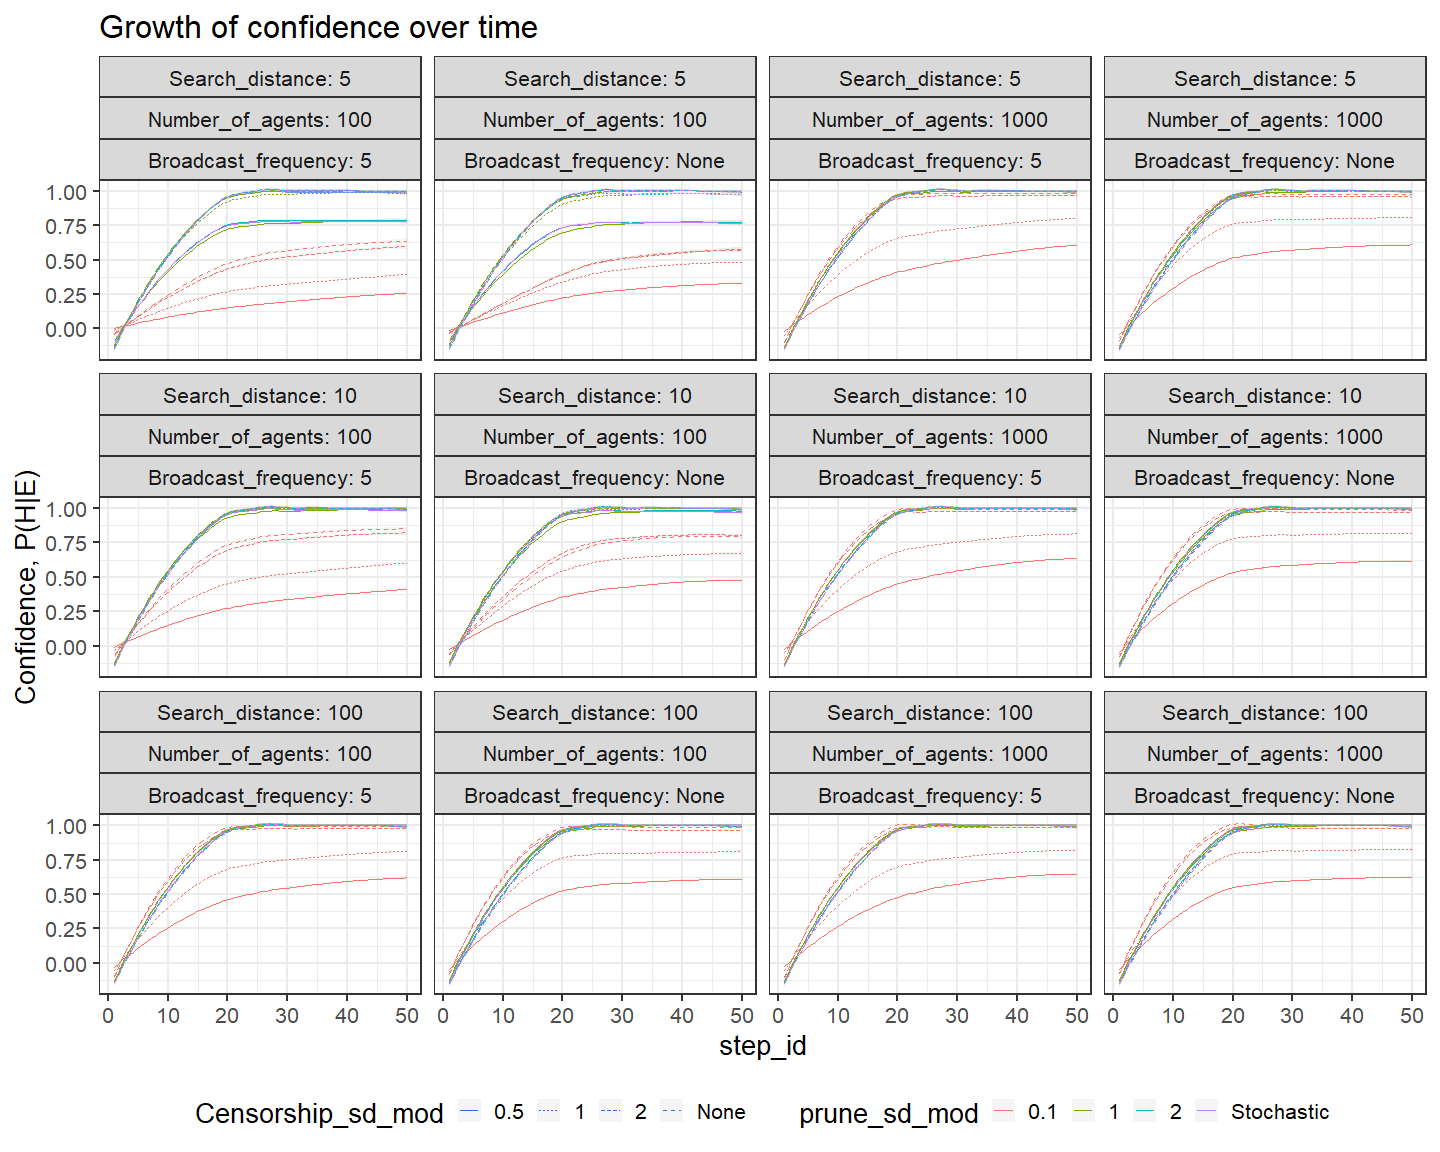 Growth of confidence over time
Search_distance: 5 Search_distance: 5 Search_distance: 5 Search_distance: 5
Number_of_agents: 100 Number_of_agents: 100 Number_of_agents: 1000 Number_of_agents: 1000
Broadcast_frequency: 5 Broadcast_frequency: None Broadcast_frequency: 5 Broadcast_frequency: None
1.00
0.75
0.50
0.25
0.00
Search_distance: 10 Search_distance: 10 Search_distance: 10 Search_distance: 10
Number_of_agents: 100 Number_of_agents: 100 Number_of_agents: 1000 Number_of_agents: 1000
Broadcast_frequency: 5 Broadcast_frequency: None Broadcast_frequency: 5 Broadcast_frequency: None
Confidence, P(H|E)
1.00
0.75
0.50
0.25
0.00
Search_distance: 100 Search_distance: 100 Search_distance: 100 Search_distance: 100
Number_of_agents: 100 Number_of_agents: 100 Number_of_agents: 1000 Number_of_agents: 1000
Broadcast_frequency: 5 Broadcast_frequency: None Broadcast_frequency: 5 Broadcast_frequency: None
1.00
0.75
0.50
0.25
0.00
0 10 20 30 40 50 0 10 20 30 40 50 0 10 20 30 40 50 0 10 20 30 40 50
step_id
Censorship_sd_mod 0.5 1 2 None prune_sd_mod 0.1 1 2 Stochastic